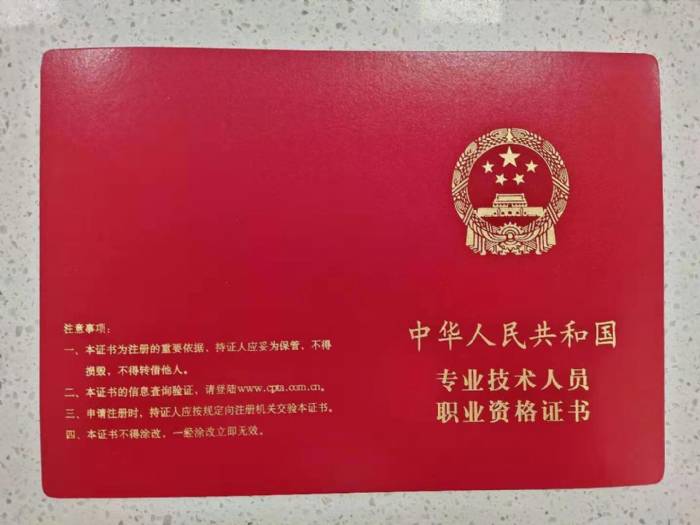 注意事项：
一、本证书为注册的重要依据，持证人应妥为保管，不得
损毁，不得转借他人。
二、本证书的信息查询验证，请登陆www.cpta.com.cn。
三、申请注册时，持证人应按规定向注册机关交验本证书。
四、本证书不得涂改，一经涂改立即无效。
中华人民共和国
专业技术人员
职业资格证书